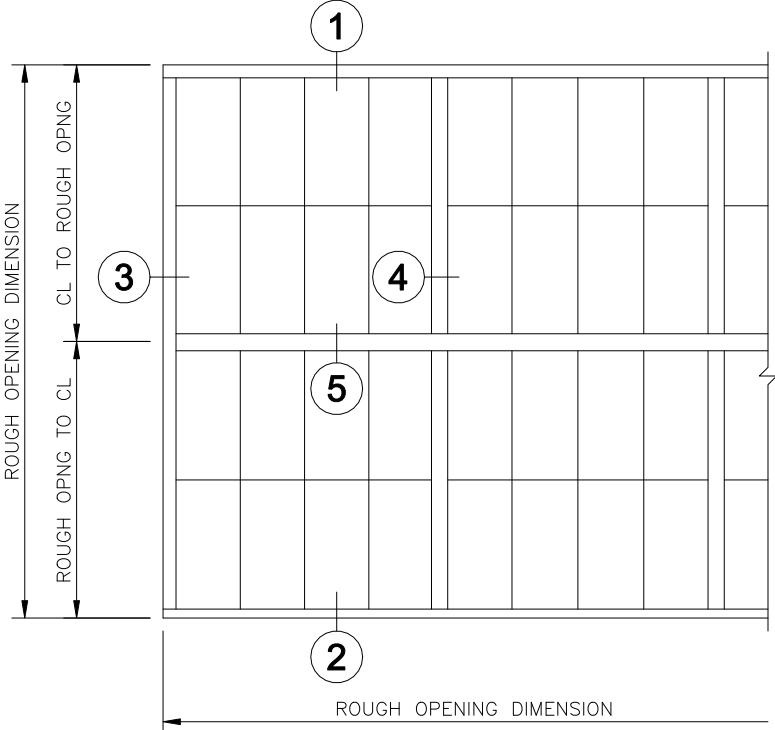 1
ROUGH OPENING DIMENSION
CL TO ROUGH OPNG
3
4
5
ROUGH OPNG TO CL
2
ROUGH OPENING DIMENSION